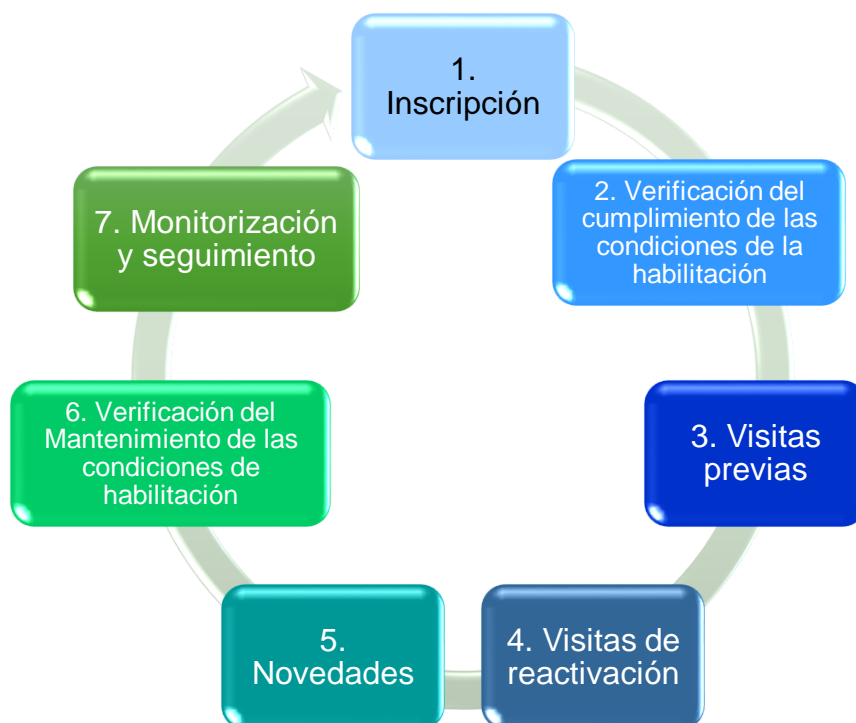 1.
Inscripción
2. Verificación del
cumplimiento de las
condiciones de la
habilitación
3. Visitas
previas
4. Visitas de
reactivación
5.
Novedades
6. Verificación del
Mantenimiento de las
condiciones de
habilitación
7. Monitorización
y seguimiento